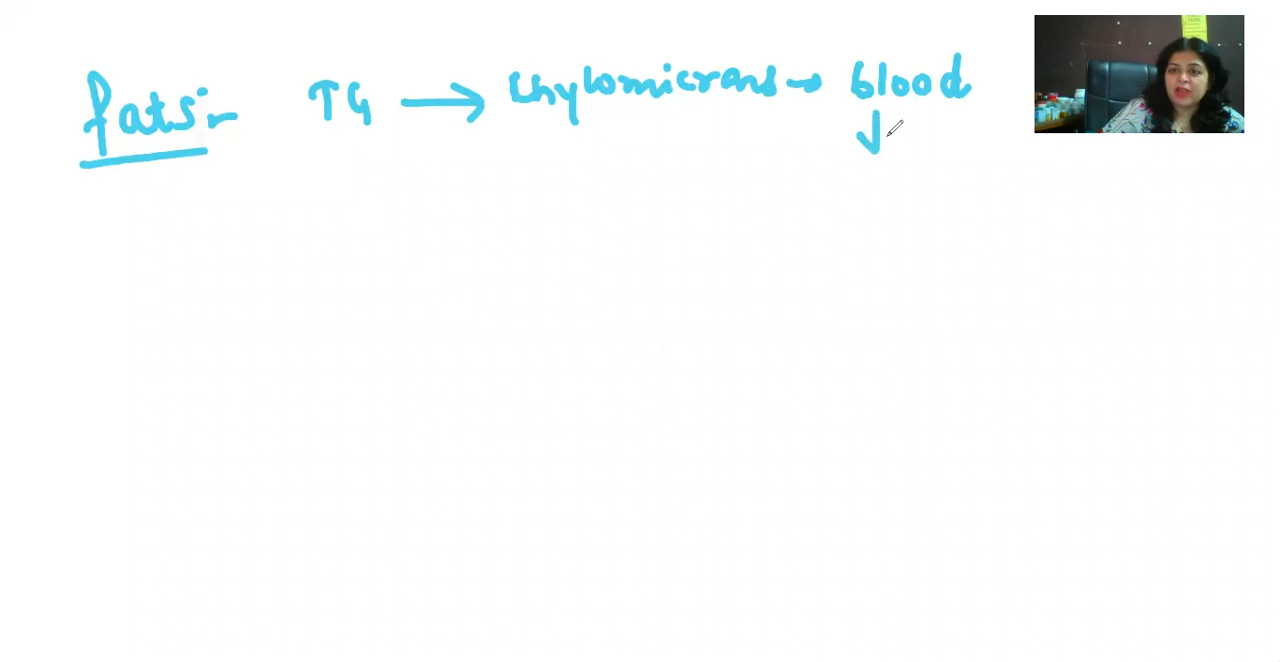 fats:- TG → Chylomicrons → blood
↓